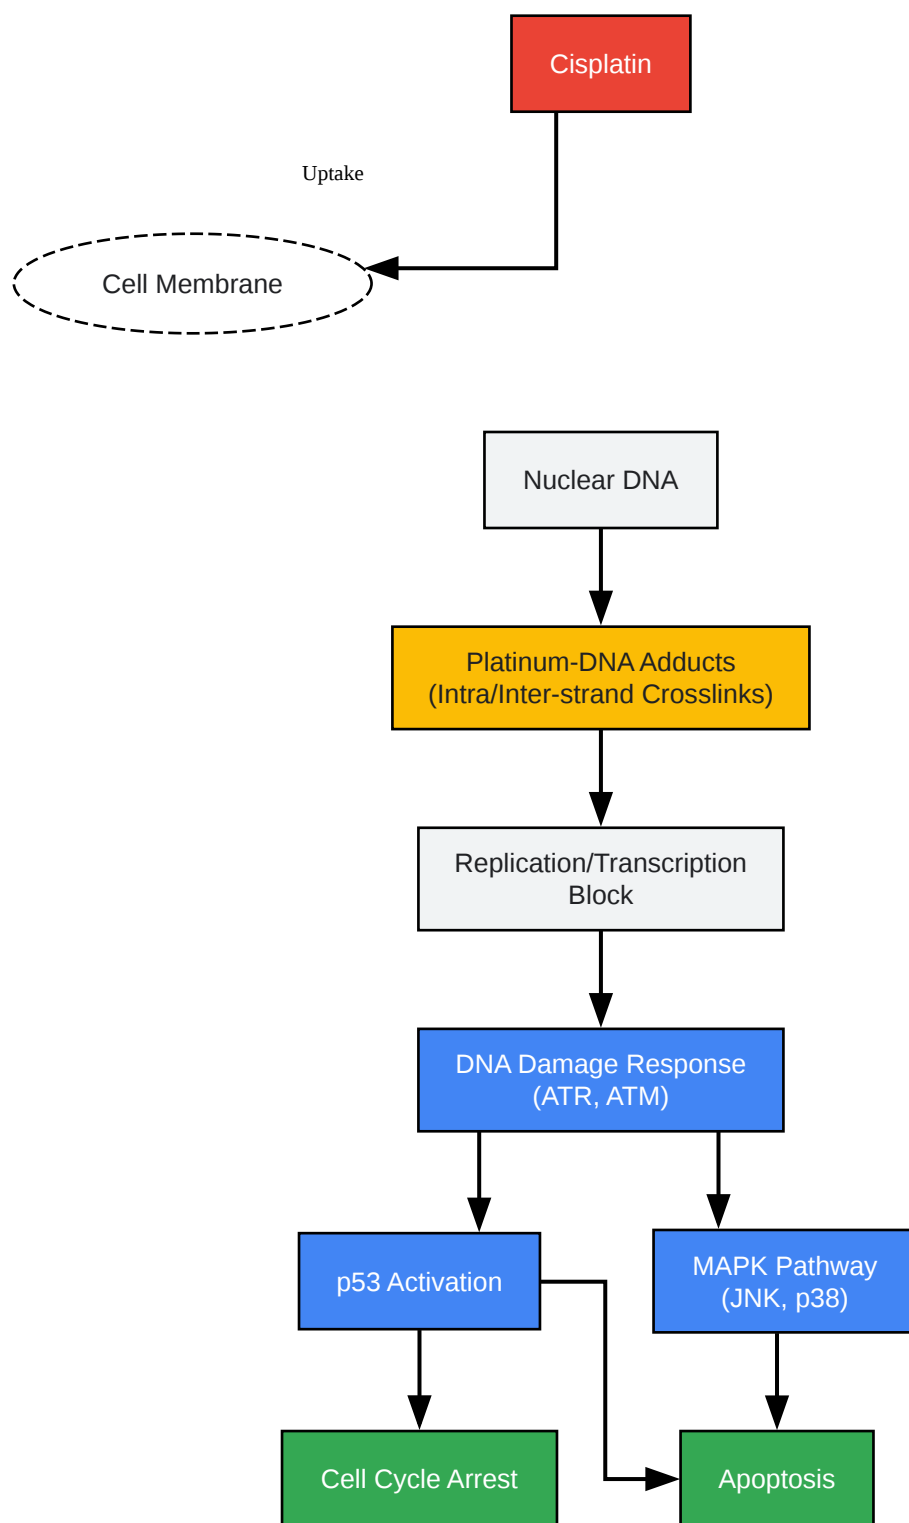 Cisplatin
Uptake
Cell Membrane
Nuclear DNA
Platinum-DNA Adducts
(Intra/Inter-strand Crosslinks)
Replication/Transcription
Block
DNA Damage Response
(ATR, ATM)
p53 Activation
MAPK Pathway
(JNK, p38)
Cell Cycle Arrest
Apoptosis